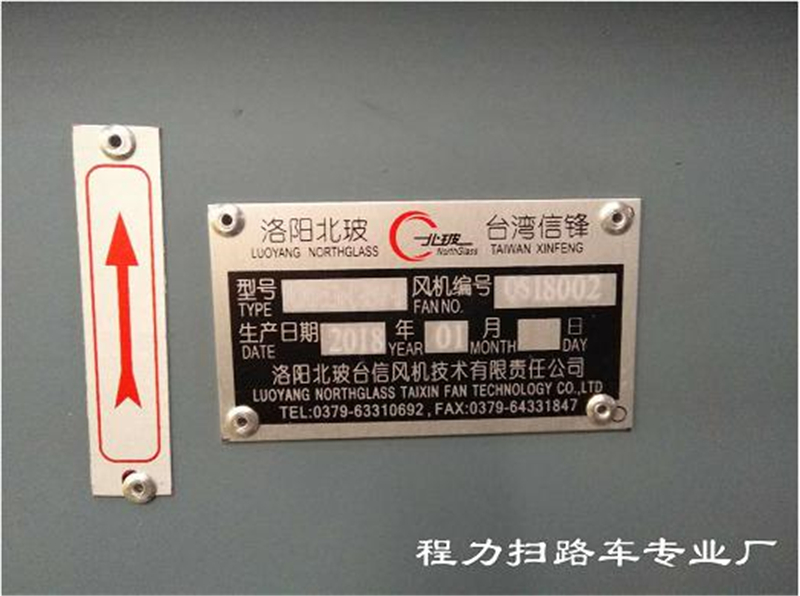 洛阳北玻 北玻 台湾信锋
LUOYANG NORTHGLASS NorthGlass TAIWAN XINFENG
型号 风机编号 0818002
TYPE FAN NO.
生产日期 2018 年 01 月 日
DATE YEAR MONTH DAY
洛阳北玻台信风机技术有限责任公司
LUOYANG NORTHGLASS TAIXIN FAN TECHNOLOGY CO.,LTD
TEL:0379-63310692,FAX:0379-64331847
程力扫路车专业厂